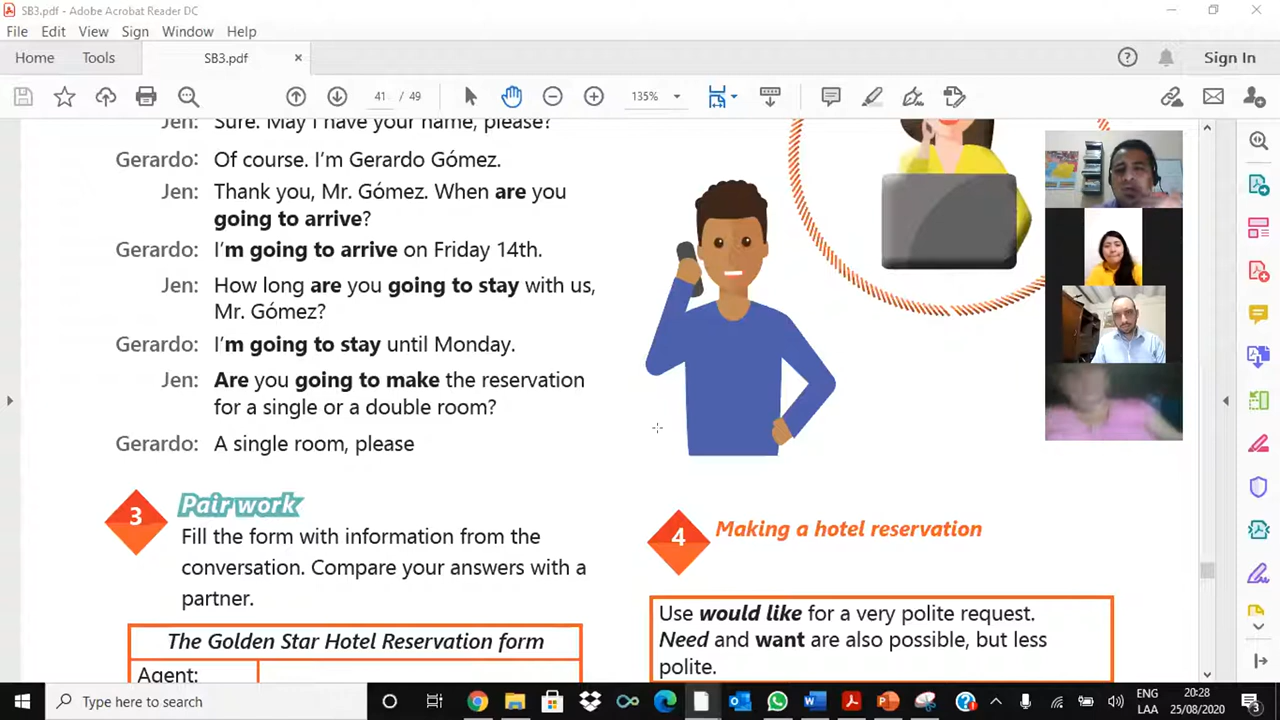 SB3.pdf - Adobe Acrobat Reader DC
File Edit View Sign Window Help
Home Tools SB3.pdf × Sign In
41 / 49 135%
Jen: Sure. May I have your name, please?
Gerardo: Of course. I'm Gerardo Gómez.
Jen: Thank you, Mr. Gómez. When are you
going to arrive?
Gerardo: I'm going to arrive on Friday 14th.
Jen: How long are you going to stay with us,
Mr. Gómez?
Gerardo: I'm going to stay until Monday.
Jen: Are you going to make the reservation
for a single or a double room?
Gerardo: A single room, please
3 Pair work
Fill the form with information from the
conversation. Compare your answers with a
partner.
The Golden Star Hotel Reservation form
Agent:
4 Making a hotel reservation
Use would like for a very polite request.
Need and want are also possible, but less
polite.
Type here to search
ENG
LAA
20:28
25/08/2020
3